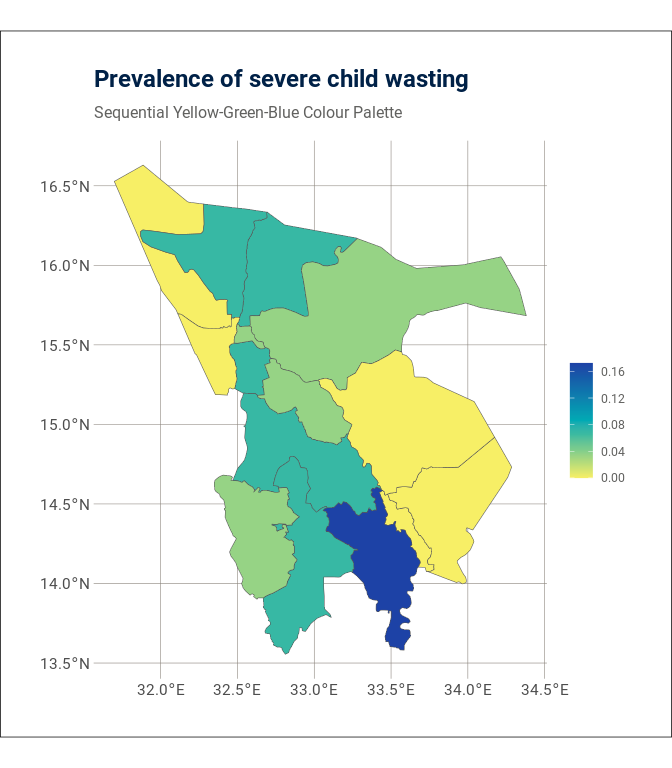 Prevalence of severe child wasting
Sequential Yellow-Green-Blue Colour Palette
16.5°N
16.0°N
15.5°N
15.0°N
14.5°N
14.0°N
13.5°N
32.0°E
32.5°E
33.0°E
33.5°E
34.0°E
34.5°E
0.16
0.12
0.08
0.04
0.00